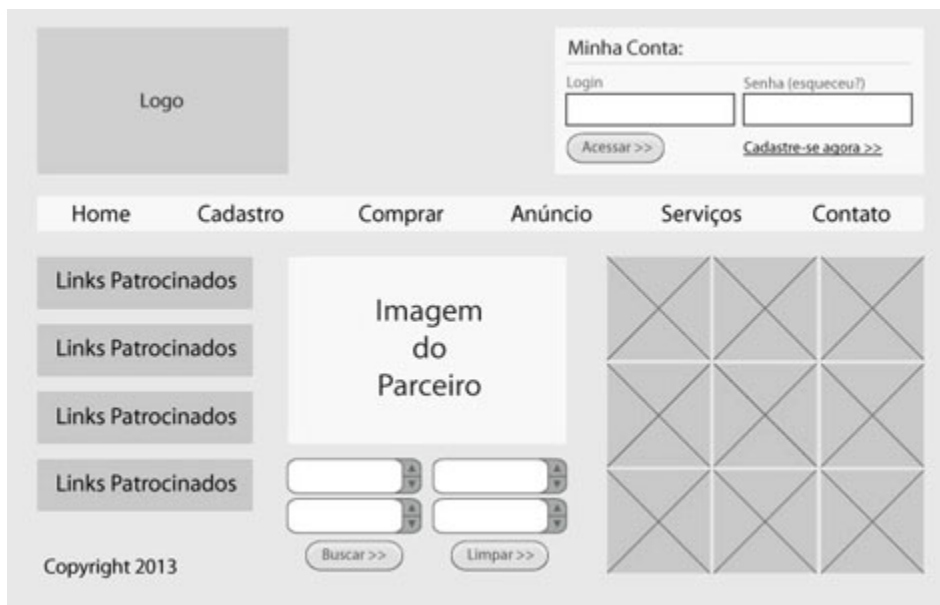 Logo
Minha Conta:
Login
Senha (esqueceu?)
Acessar >>
Cadastre-se agora >>
Home
Cadastro
Comprar
Anúncio
Serviços
Contato
Links Patrocinados
Links Patrocinados
Links Patrocinados
Links Patrocinados
Imagem
do
Parceiro
Buscar >>
Limpar >>
Copyright 2013